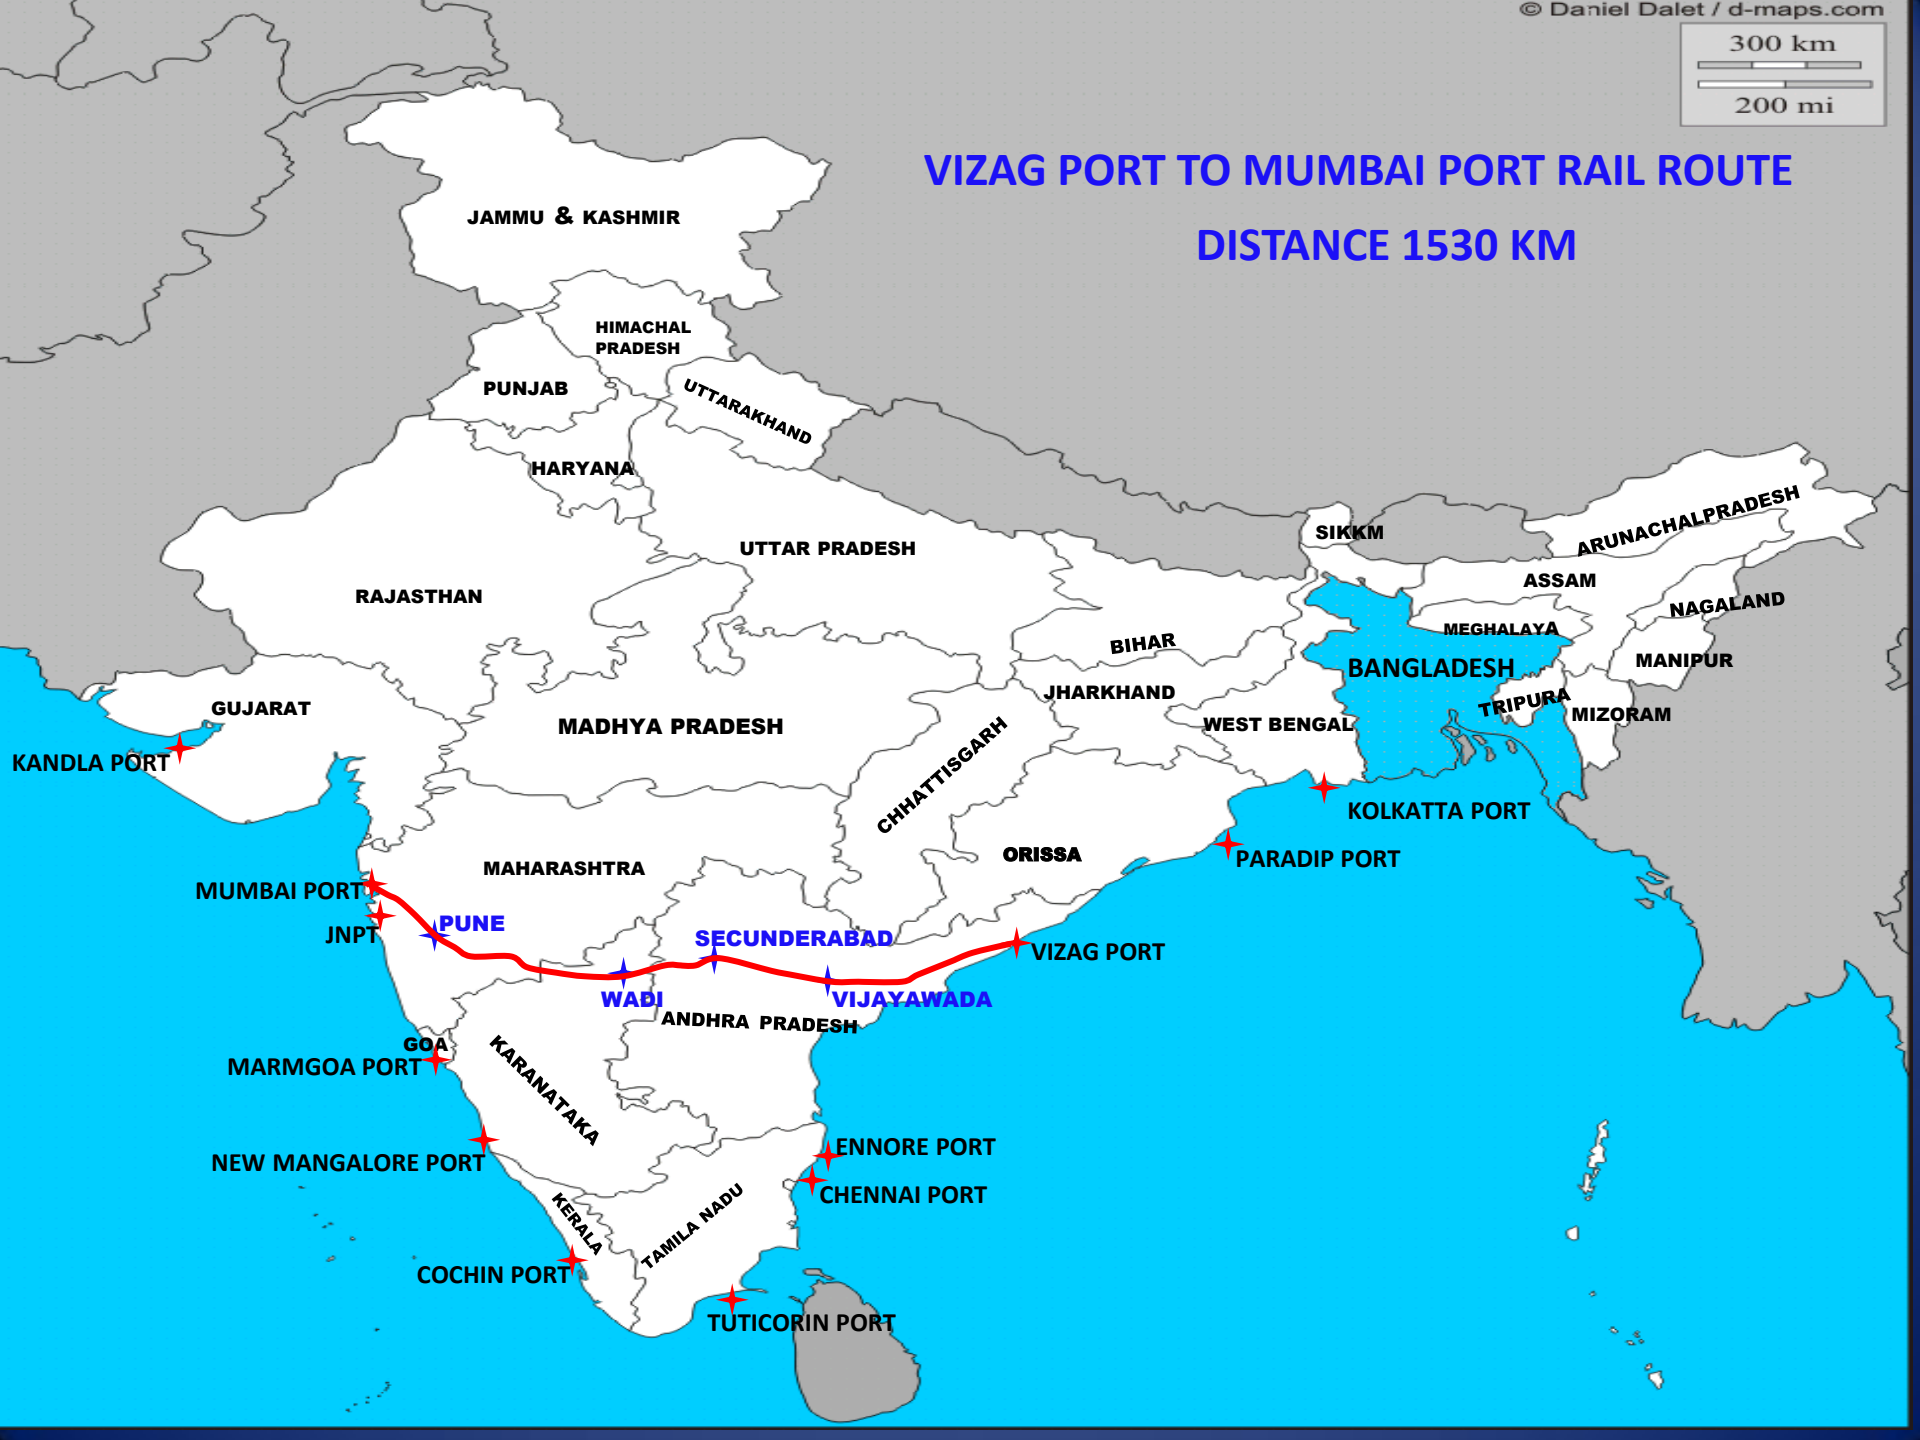 © Daniel Dalet / d-maps.com
300 km
200 mi
VIZAG PORT TO MUMBAI PORT RAIL ROUTE
DISTANCE 1530 KM
JAMMU & KASHMIR
HIMACHAL
PRADESH
PUNJAB
UTTARAKHAND
HARYANA
ARUNACHALPRADESH
SIKKM
UTTAR PRADESH
ASSAM
RAJASTHAN
NAGALAND
MEGHALAYA
BIHAR
MANIPUR
BANGLADESH
JHARKHAND
TRIPURA
MIZORAM
GUJARAT
WEST BENGAL
MADHYA PRADESH
KANDLA PORT
CHHATTISGARH
KOLKATTA PORT
ORISSA
PARADIP PORT
MAHARASHTRA
MUMBAI PORT
PUNE
JNPT
SECUNDERABAD
VIZAG PORT
WADI
VIJAYAWADA
ANDHRA PRADESH
GOA
MARMGOA PORT
KARANATAKA
ENNORE PORT
NEW MANGALORE PORT
CHENNAI PORT
KERALA
TAMILA NADU
COCHIN PORT
TUTICORIN PORT